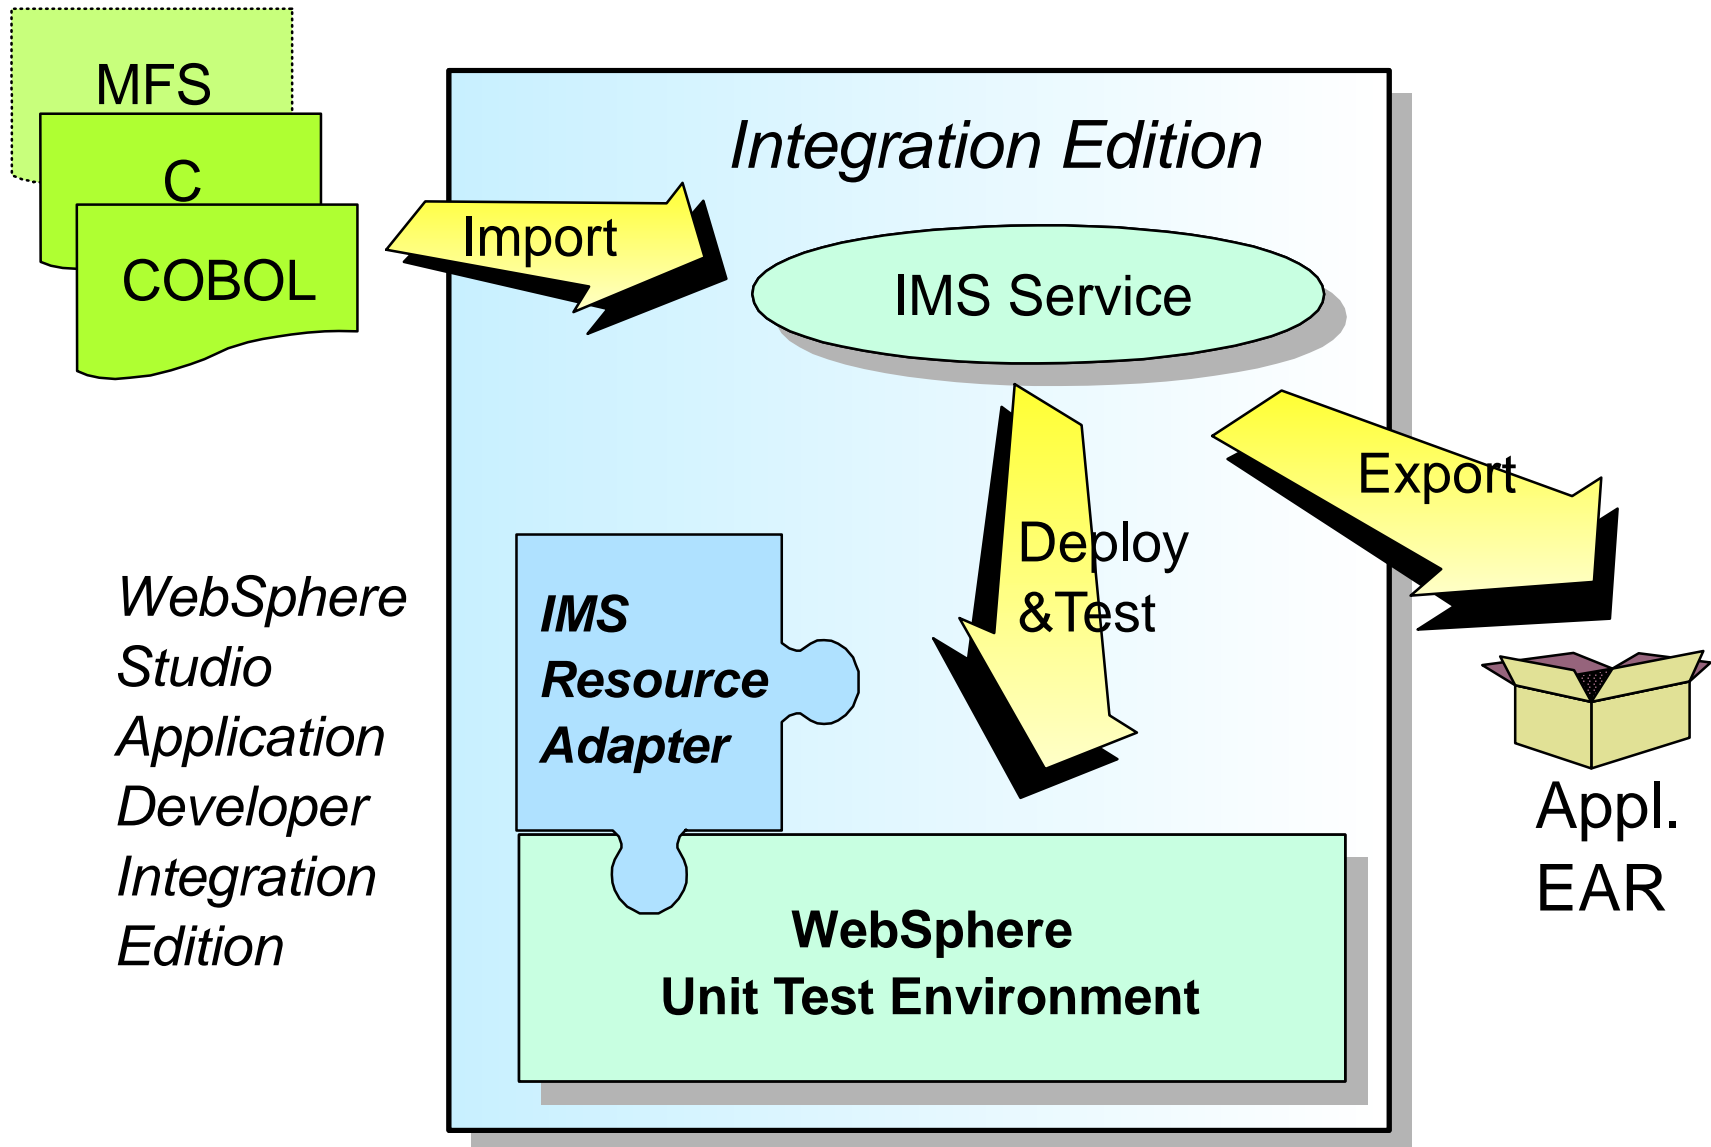 MFS
C
COBOL
Import
Integration Edition
IMS Service
Export
Deploy
&Test
IMS
Resource
Adapter
WebSphere
Studio
Application
Developer
Integration
Edition
WebSphere
Unit Test Environment
Appl.
EAR